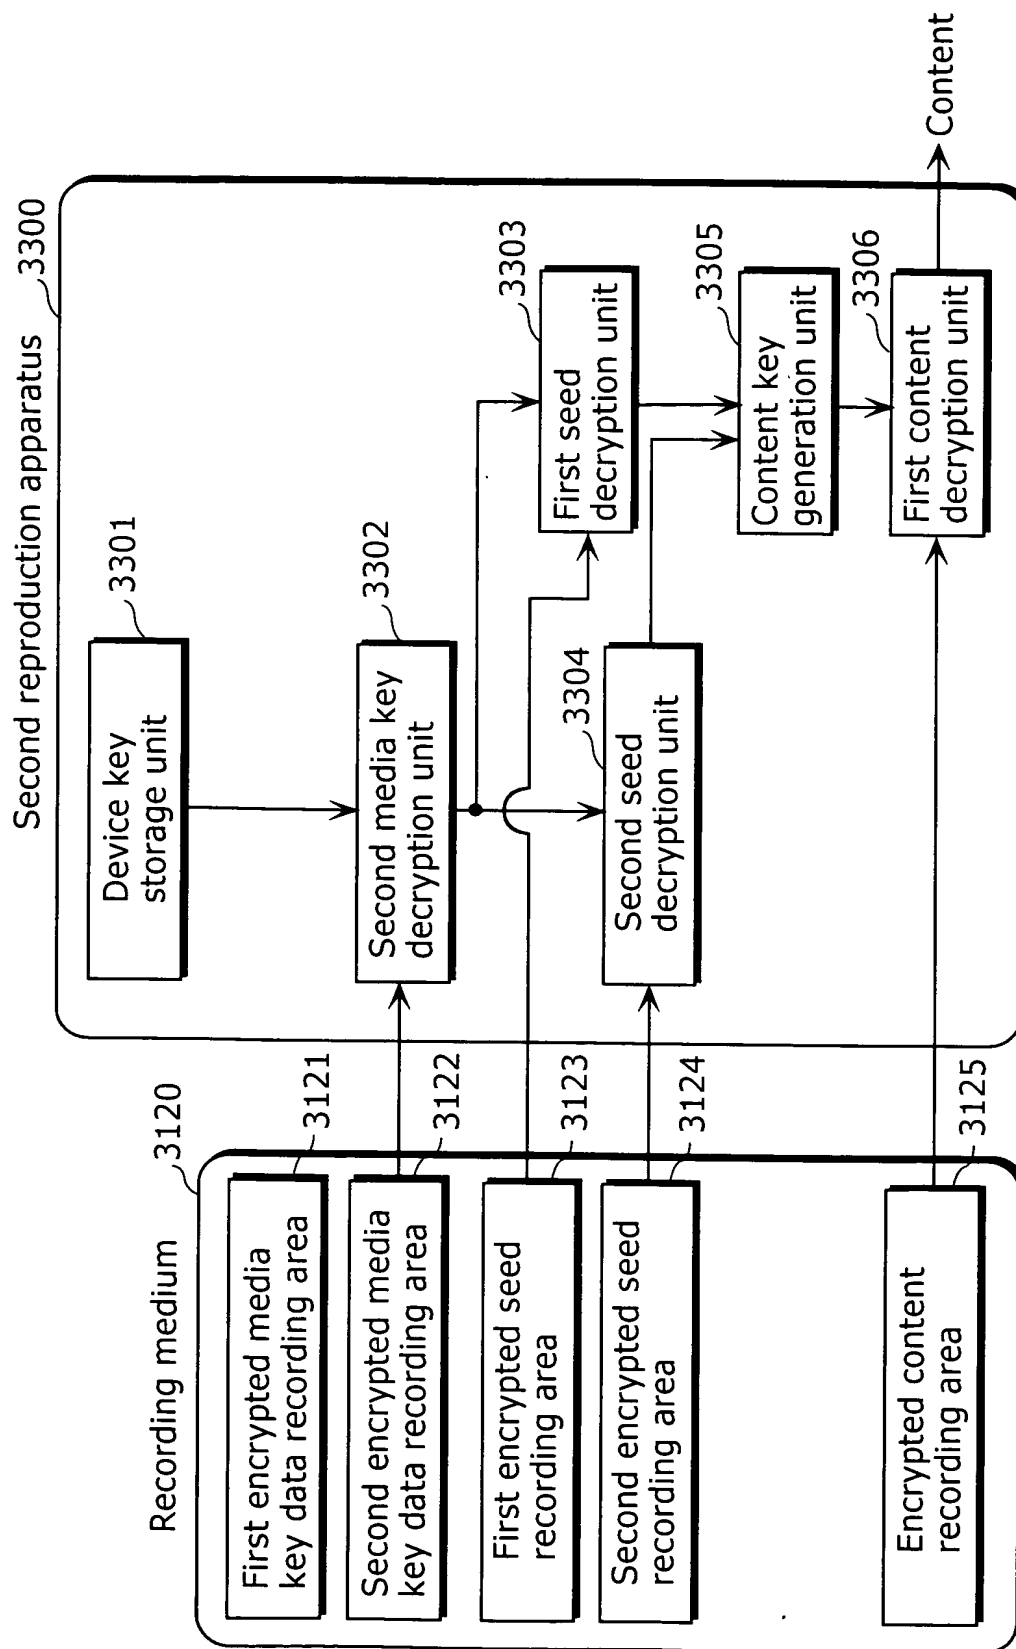 Second reproduction apparatus
3300
Recording medium
3120
First encrypted media
key data recording area
3121
Second encrypted media
key data recording area
3122
First encrypted seed
recording area
3123
Second encrypted seed
recording area
3124
Encrypted content
recording area
3125
Device key
storage unit
3301
Second media key
decryption unit
3302
First seed
decryption unit
3303
Second seed
decryption unit
3304
Content key
generation unit
3305
First content
decryption unit
3306
Content